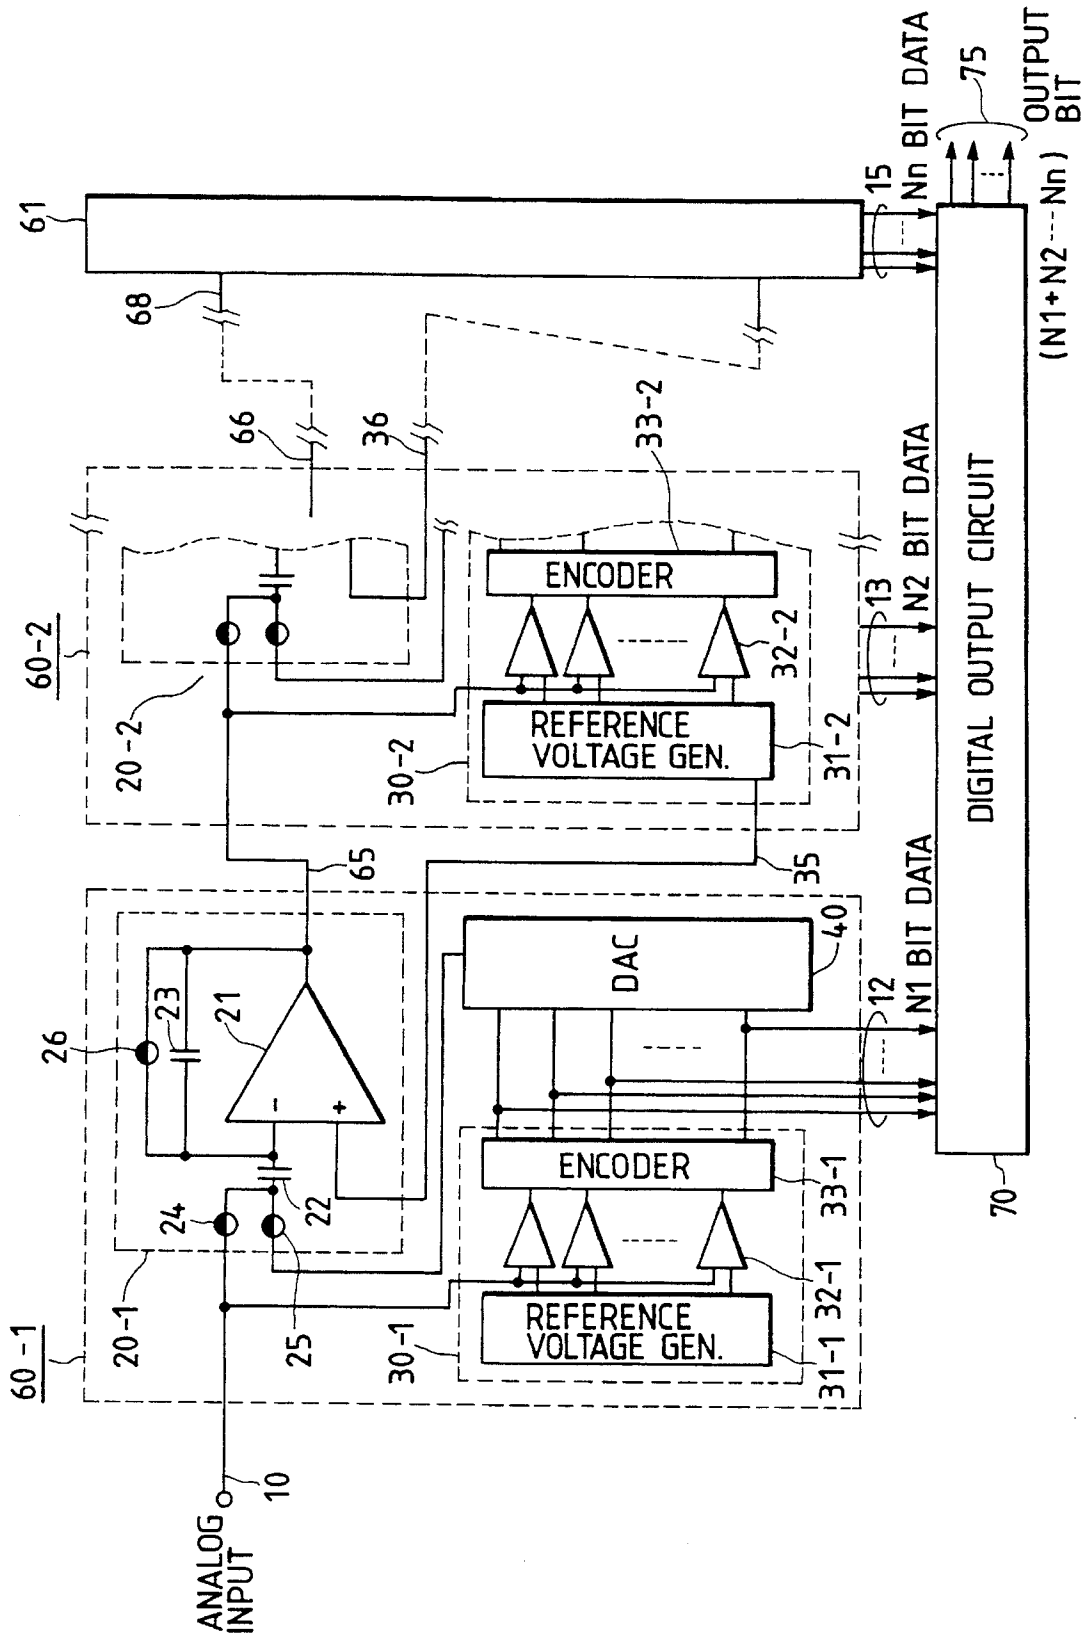 60-1
20-1
24
26
23
21
22
25
ANALOG
INPUT
10
65
60-2
20-2
66
68
61
36
30-1
REFERENCE
VOLTAGE GEN.
31-1
32-1
ENCODER
33-1
DAC
40
35
30-2
REFERENCE
VOLTAGE GEN.
31-2
32-2
ENCODER
33-2
12
N1 BIT DATA
13
N2 BIT DATA
15
Nn BIT DATA
70
DIGITAL OUTPUT CIRCUIT
75
OUTPUT
BIT
(N1+N2----Nn)
-
+